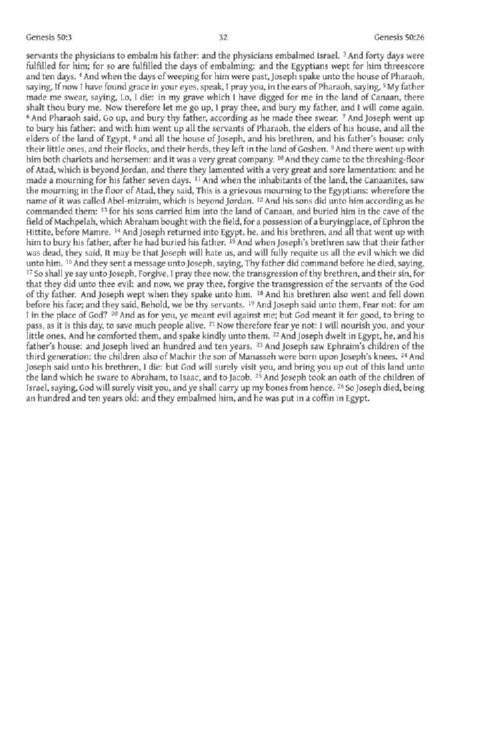 Genesis 50:3 32 Genesis 50:26
servants the physicians to embalm his father: and the physicians embalmed Israel. 3 And forty days were
fulfilled for him; for so are fulfilled the days of embalming: and the Egyptians wept for him threescore
and ten days. 4 And when the days of weeping for him were past, Joseph spake unto the house of Pharaoh,
saying, If now I have found grace in your eyes, speak, I pray you, in the ears of Pharaoh, saying, 5 My father
made me swear, saying, Lo, I die: in my grave which I have digged for me in the land of Canaan, there
shalt thou bury me. Now therefore let me go up, I pray thee, and bury my father, and I will come again.
6 And Pharaoh said, Go up, and bury thy father, according as he made thee swear. 7 And Joseph went up
to bury his father: and with him went up all the servants of Pharaoh, the elders of his house, and all the
elders of the land of Egypt, 8 and all the house of Joseph, and his brethren, and his father's house: only
their little ones, and their flocks, and their herds, they left in the land of Goshen. 9 And there went up with
him both chariots and horsemen: and it was a very great company. 10 And they came to the threshing-floor
of Atad, which is beyond Jordan, and there they lamented with a very great and sore lamentation: and he
made a mourning for his father seven days. 11 And when the inhabitants of the land, the Canaanites, saw
the mourning in the floor of Atad, they said, This is a grievous mourning to the Egyptians: wherefore the
name of it was called Abel-mizraim, which is beyond Jordan. 12 And his sons did unto him according as he
commanded them: 13 for his sons carried him into the land of Canaan, and buried him in the cave of the
field of Machpelah, which Abraham bought with the field, for a possession of a buryingplace, of Ephron the
Hittite, before Mamre. 14 And Joseph returned into Egypt, he, and his brethren, and all that went up with
him to bury his father, after he had buried his father. 15 And when Joseph's brethren saw that their father
was dead, they said, It may be that Joseph will hate us, and will fully requite us all the evil which we did
unto him. 16 And they sent a message unto Joseph, saying, Thy father did command before he died, saying,
17 So shall ye say unto Joseph, Forgive, I pray thee now, the transgression of thy brethren, and their sin, for
that they did unto thee evil: and now, we pray thee, forgive the transgression of the servants of the God
of thy father. And Joseph wept when they spake unto him. 18 And his brethren also went and fell down
before his face; and they said, Behold, we be thy servants. 19 And Joseph said unto them, Fear not: for am
I in the place of God? 20 And as for you, ye meant evil against me; but God meant it for good, to bring to
pass, as it is this day, to save much people alive. 21 Now therefore fear ye not: I will nourish you, and your
little ones. And he comforted them, and spake kindly unto them. 22 And Joseph dwelt in Egypt, he, and his
father's house: and Joseph lived an hundred and ten years. 23 And Joseph saw Ephraim's children of the
third generation: the children also of Machir the son of Manasseh were born upon Joseph's knees. 24 And
Joseph said unto his brethren, I die: but God will surely visit you, and bring you up out of this land unto
the land which he sware to Abraham, to Isaac, and to Jacob. 25 And Joseph took an oath of the children of
Israel, saying, God will surely visit you, and ye shall carry up my bones from hence. 26 So Joseph died, being
an hundred and ten years old: and they embalmed him, and he was put in a coffin in Egypt.